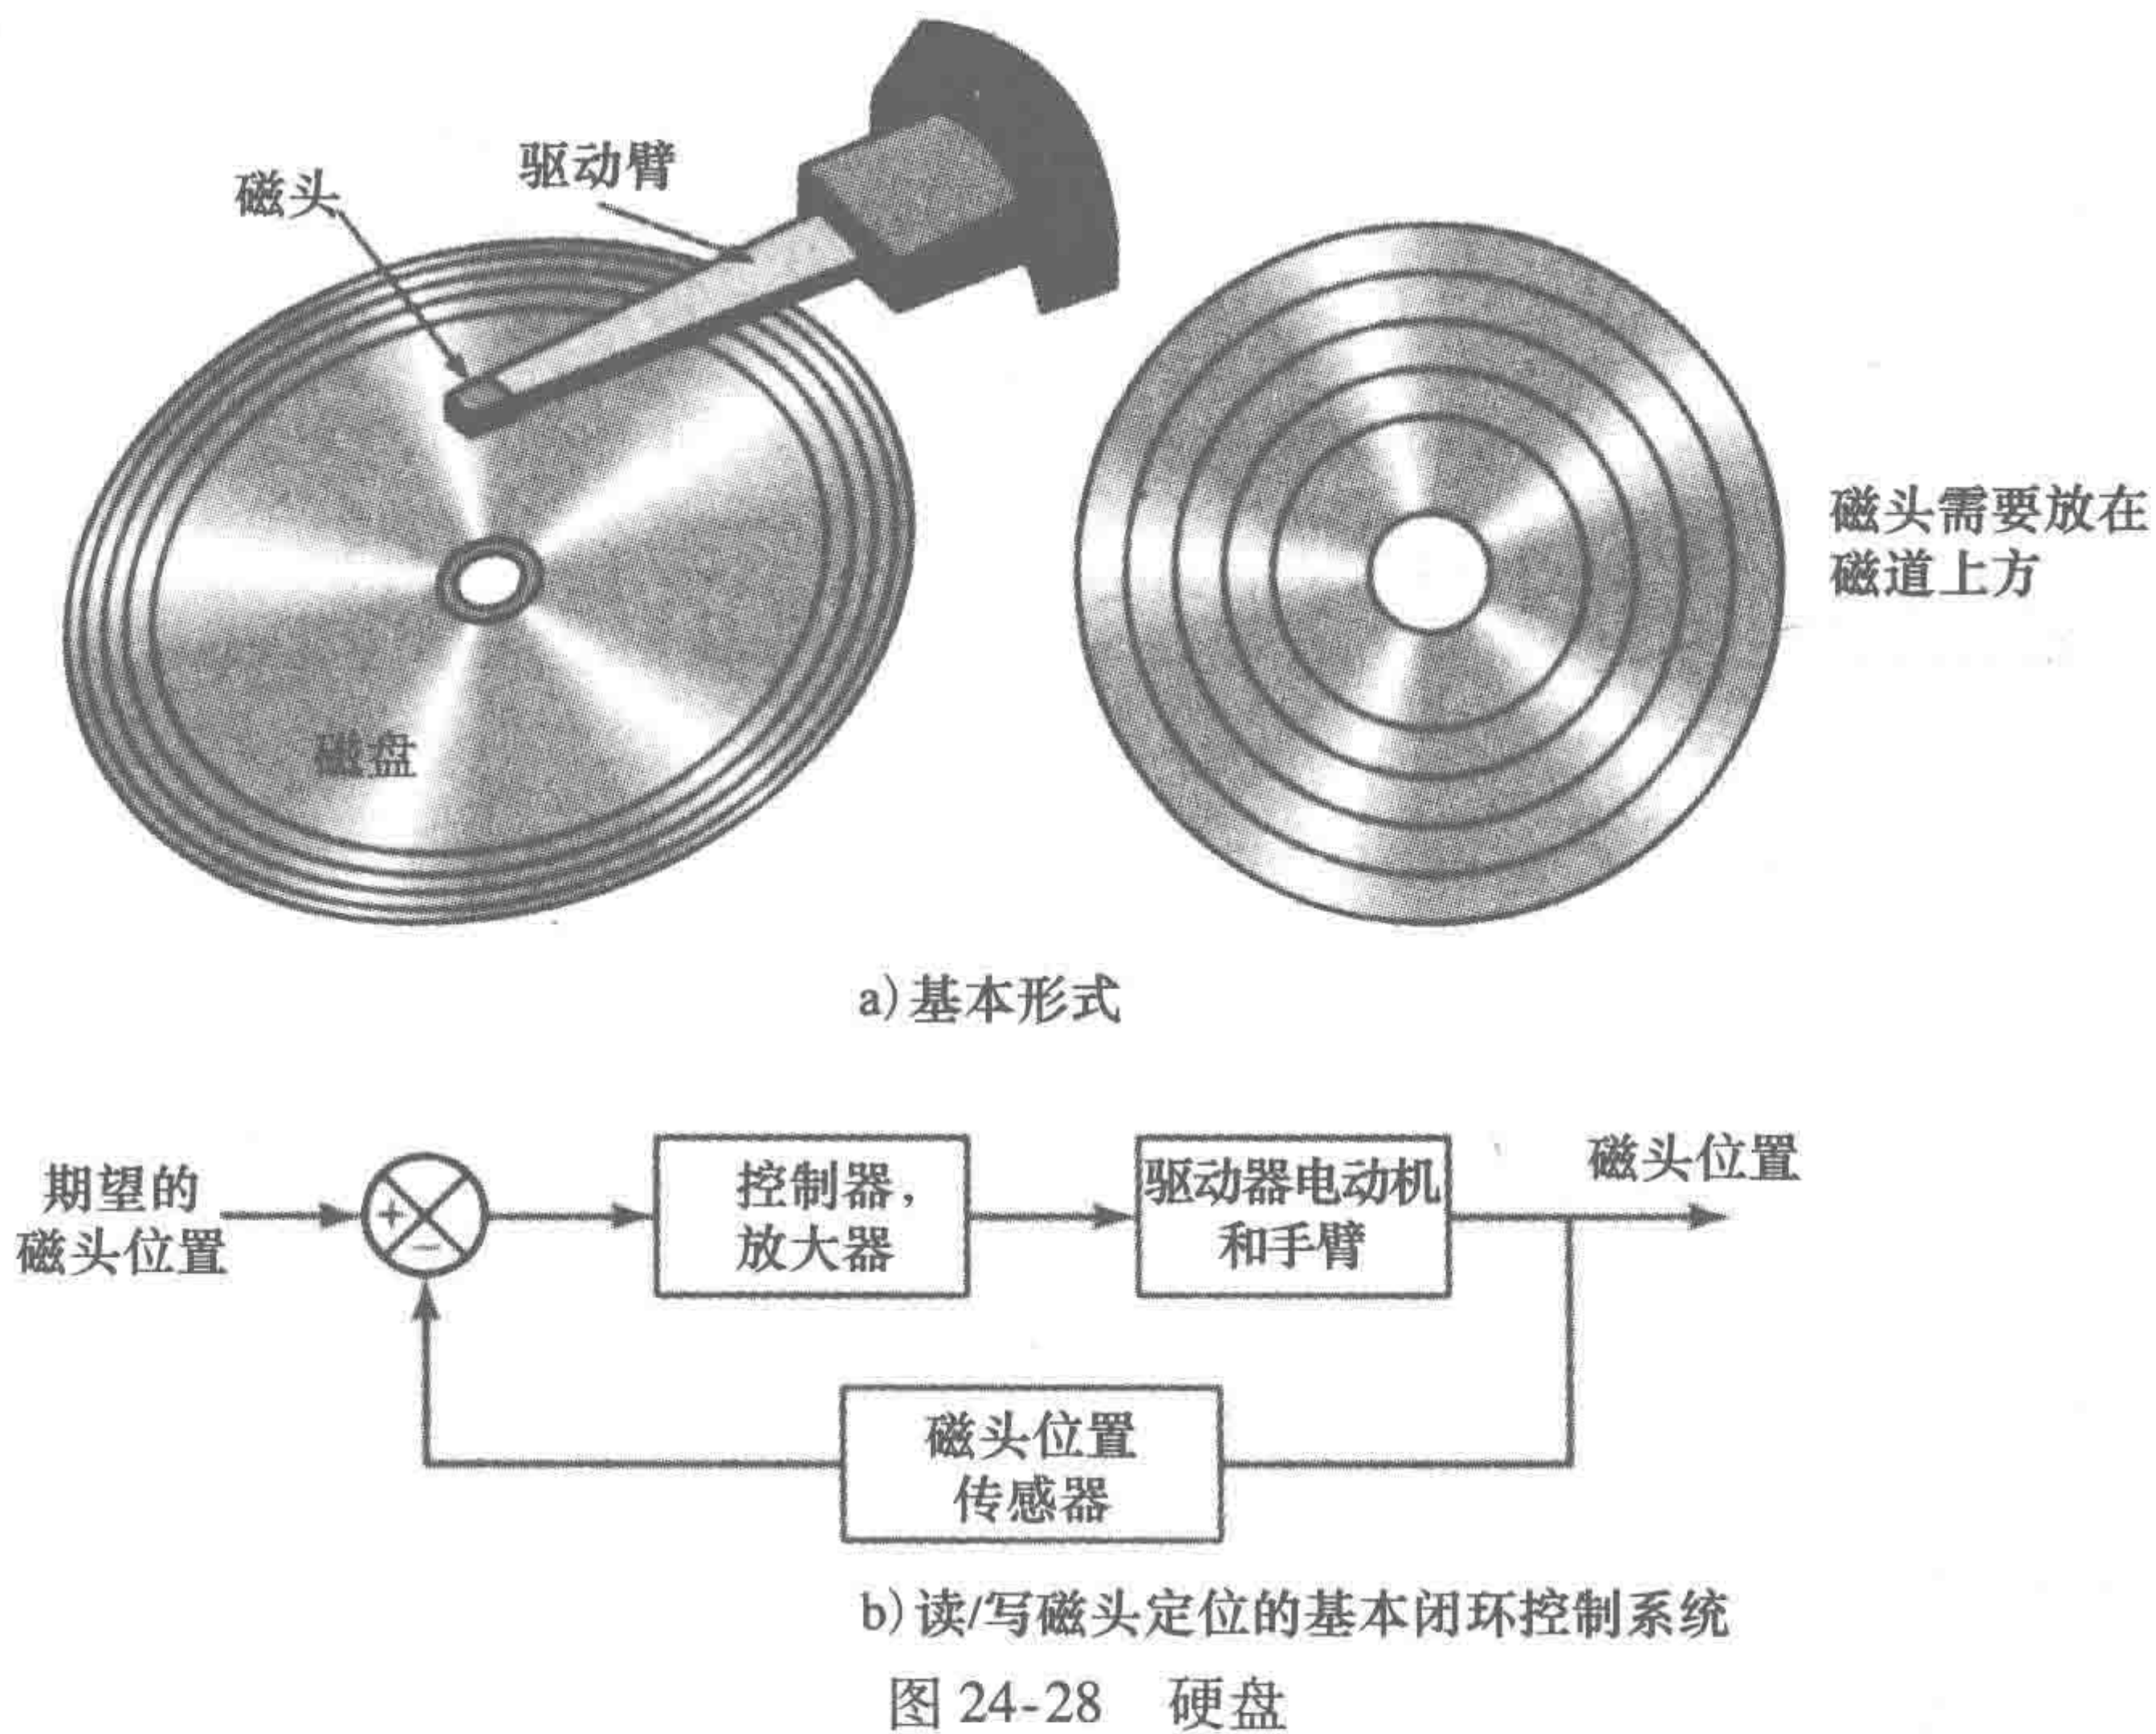 驱动臂
磁头
磁头需要放在
磁道上方
磁盘
a)基本形式
期望的
磁头位置
+
−
控制器，
放大器
驱动器电动机
和手臂
磁头位置
磁头位置
传感器
b)读/写磁头定位的基本闭环控制系统
图 24-28 硬盘